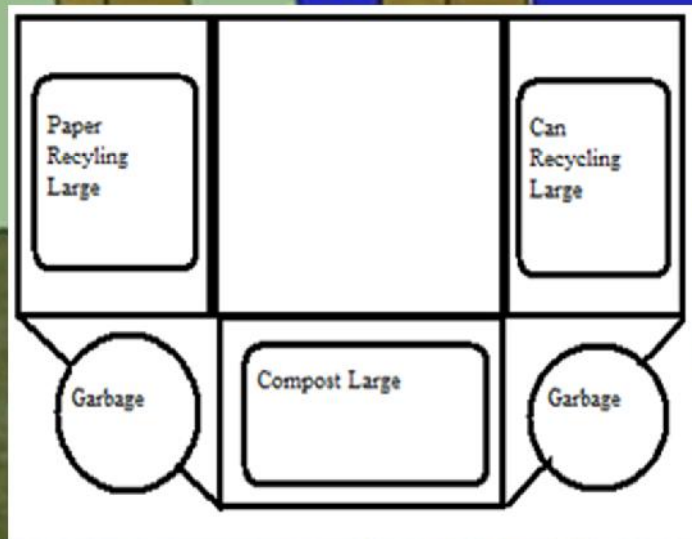 Paper
Recyling
Large
Can
Recycling
Large
Garbage
Compost Large
Garbage